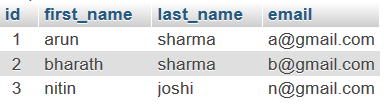 id first_name last_name email
1 arun sharma a@gmail.com
2 bharath sharma b@gmail.com
3 nitin joshi n@gmail.com